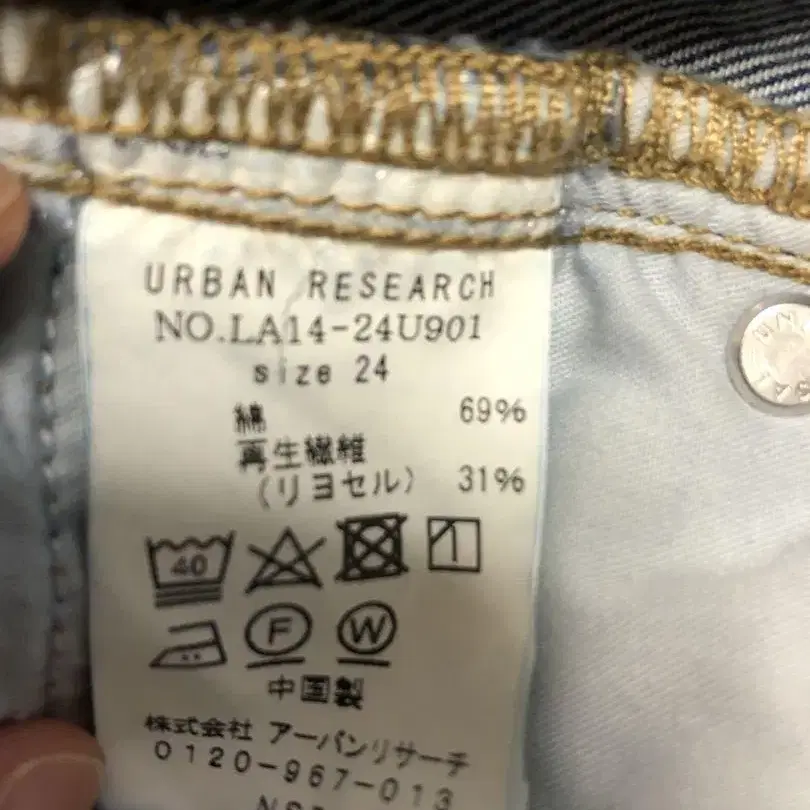 URBAN RESEARCH
NO.LA14-24U901
size 24
綿 69%
再生繊維
(リヨセル) 31%
40
F W
中国製
株式会社 アーバンリサーチ
0120-967-013